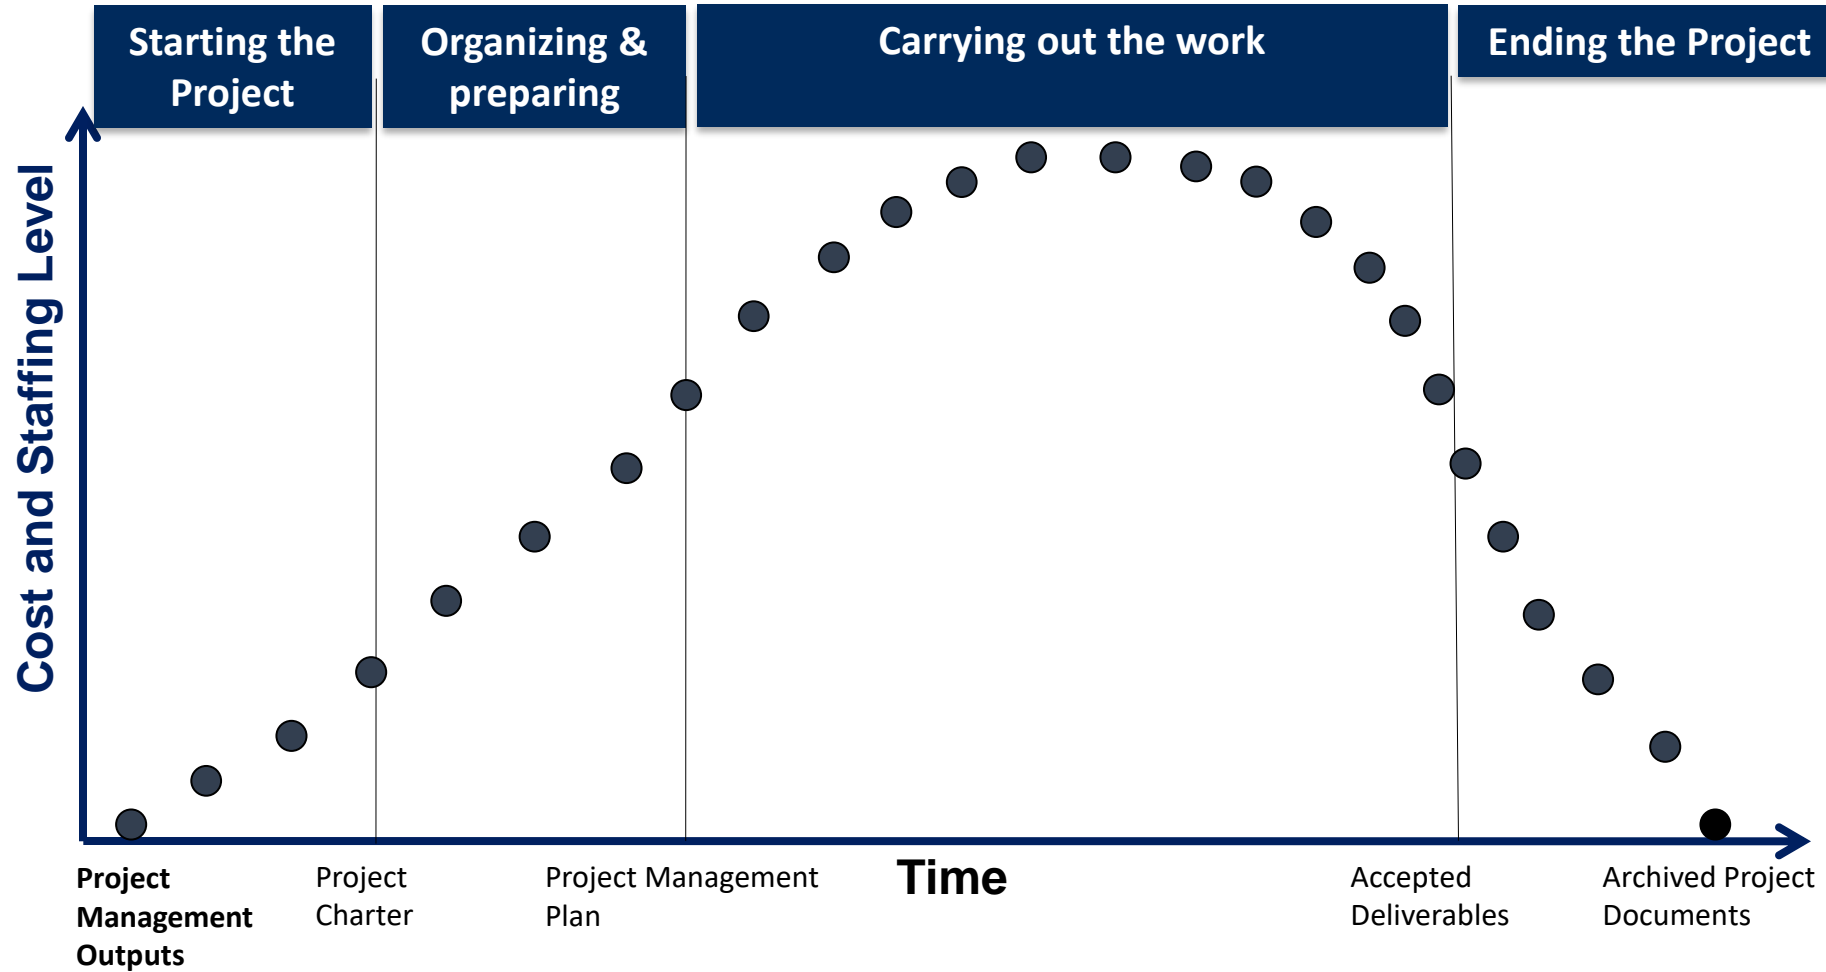 Starting the
Project
Organizing &
preparing
Carrying out the work
Ending the Project
Cost and Staffing Level
Project
Management
Outputs
Project
Charter
Project Management
Plan
Time
Accepted
Deliverables
Archived Project
Documents